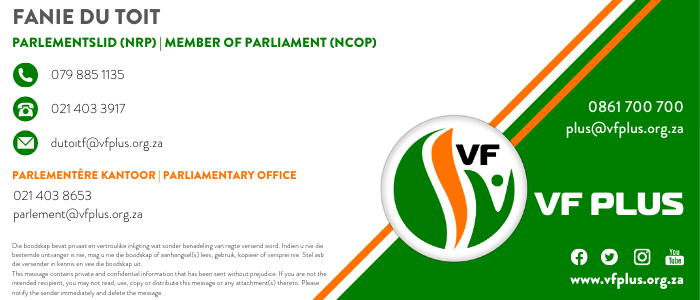 FANIE DU TOIT
PARLEMENTSLID (NRP) | MEMBER OF PARLIAMENT (NCOP)
079 885 1135
021 403 3917
dutoitf@vfplus.org.za
PARLEMENTÊRE KANTOOR | PARLIAMENTARY OFFICE
021 403 8653
parlement@vfplus.org.za
Die boodskap bevat privaat en vertroulike inligting wat sonder benadeling van regte versend word. Indien u nie die
bestemde ontvanger is nie, mag u nie die boodskap of aanhangsel(s) lees, gebruik, kopieer of versprei nie. Stel asb
die versender in kennis en vee die boodskap uit.
This message contains private and confidential information that has been sent without prejudice. If you are not the
intended recipient, you may not read, use, copy or distribute this message or any attachment(s) thereto. Please
notify the sender immediately and delete the message.
0861 700 700
plus@vfplus.org.za
VF
VF PLUS
You
Tube
www.vfplus.org.za